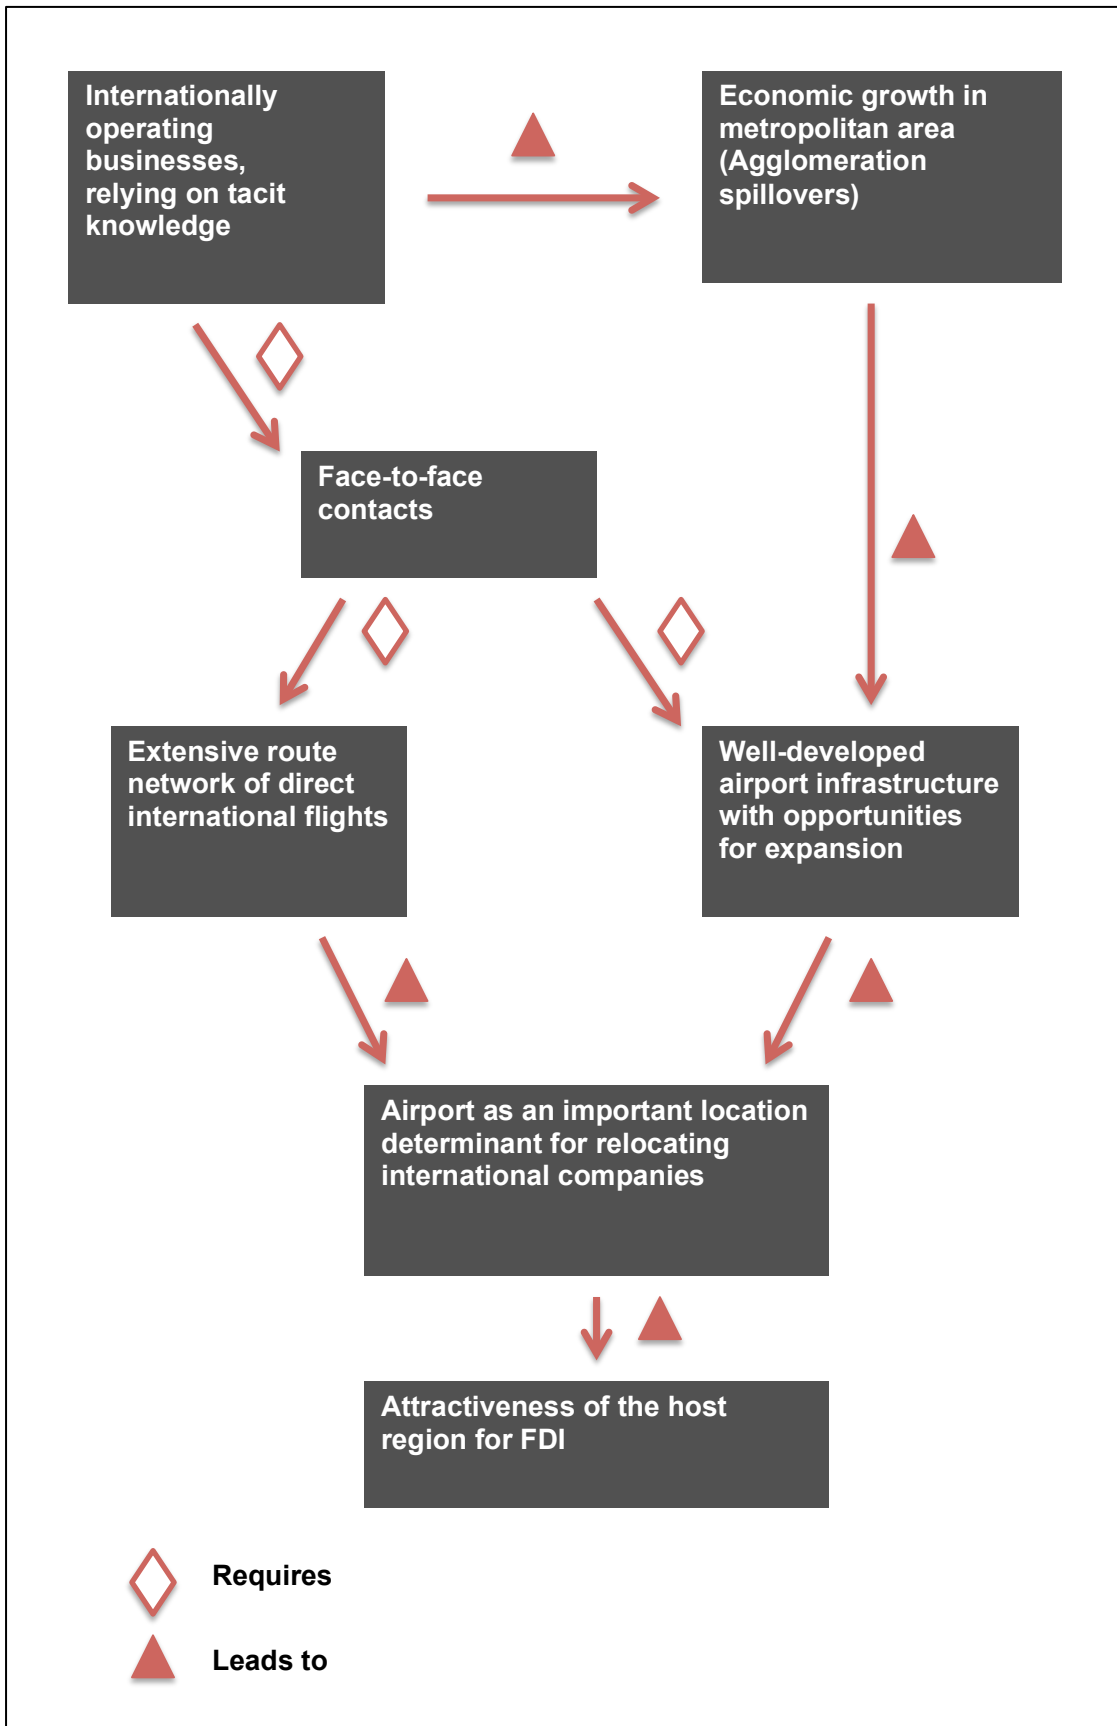 Internationally
operating
businesses,
relying on tacit
knowledge
Economic growth in
metropolitan area
(Agglomeration
spillovers)
Face-to-face
contacts
Extensive route
network of direct
international flights
Well-developed
airport infrastructure
with opportunities
for expansion
Airport as an important location
determinant for relocating
international companies
Attractiveness of the host
region for FDI
Requires
Leads to